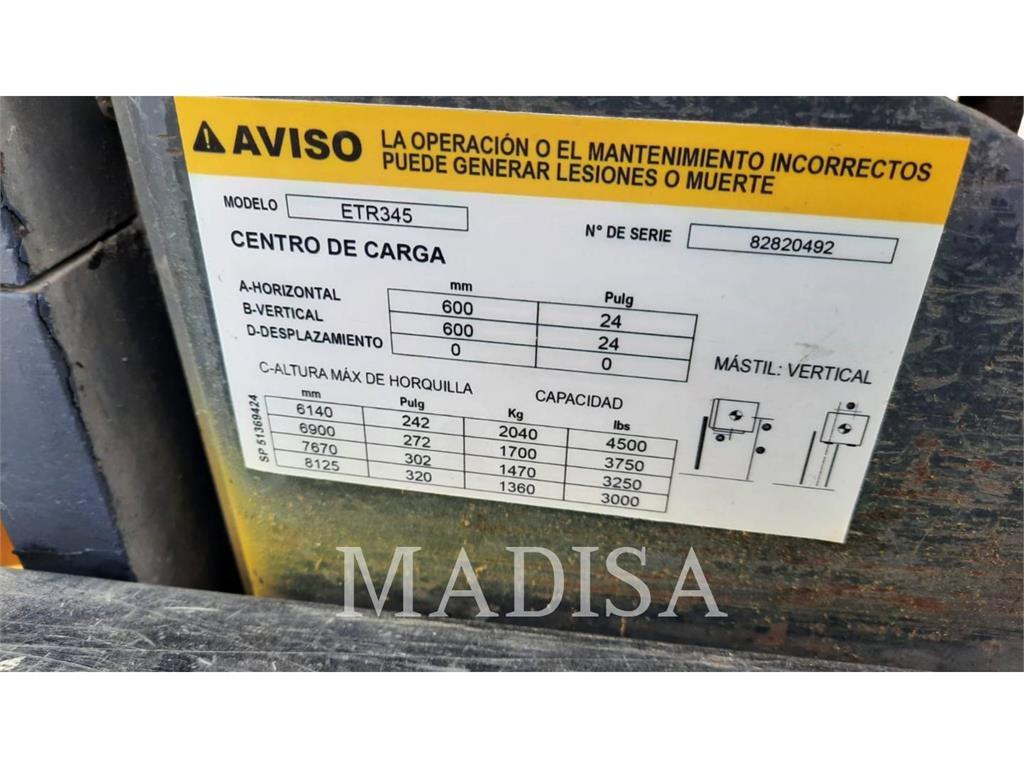 AVISO
LA OPERACIÓN O EL MANTENIMIENTO INCORRECTOS
PUEDE GENERAR LESIONES O MUERTE
MODELO ETR345
N° DE SERIE 82820492
CENTRO DE CARGA
mm Pulg
A-HORIZONTAL 600 24
B-VERTICAL 600 24
D-DESPLAZAMIENTO 0 0
MÁSTIL: VERTICAL
C-ALTURA MÁX DE HORQUILLA CAPACIDAD
mm Pulg Kg lbs
6140 242 2040 4500
6900 272 1700 3750
7670 302 1470 3250
8125 320 1360 3000
SP 51369424
MADISA